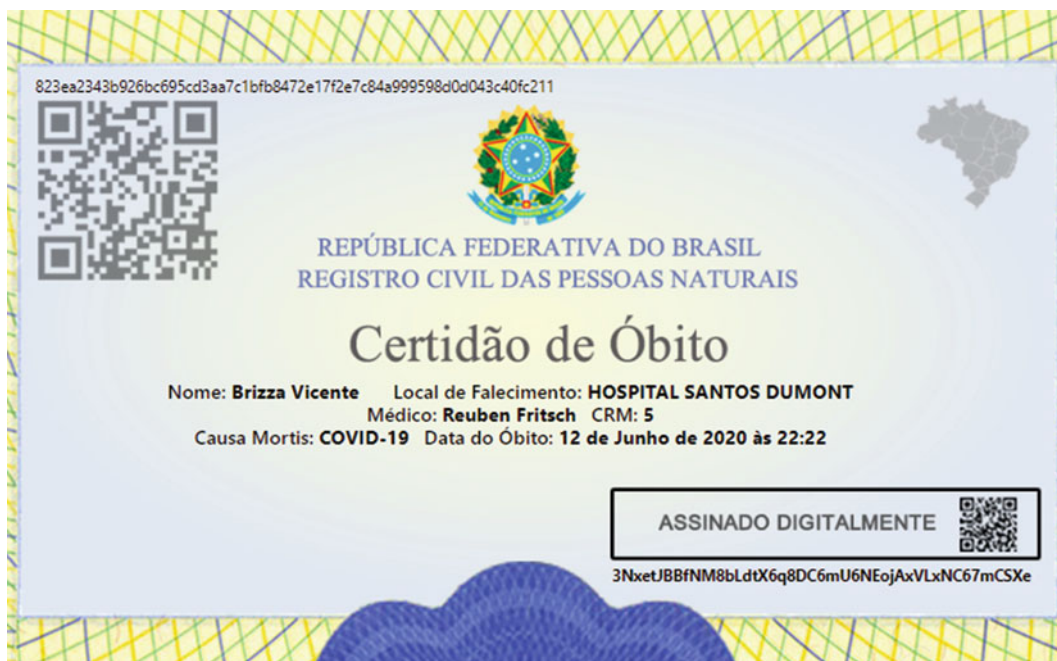 823ea2343b926bc695cd3aa7c1bfb8472e17f2e7c84a999598d0d043c40fc211
REPÚBLICA FEDERATIVA DO BRASIL
REGISTRO CIVIL DAS PESSOAS NATURAIS
Certidão de Óbito
Nome: Brizza Vicente Local de Falecimento: HOSPITAL SANTOS DUMONT
Médico: Reuben Fritsch CRM: 5
Causa Mortis: COVID-19 Data do Óbito: 12 de Junho de 2020 às 22:22
ASSINADO DIGITALMENTE
3NxetJBBfNM8bLdtX6q8DC6mU6NEojAxVLxNC67mCSXe